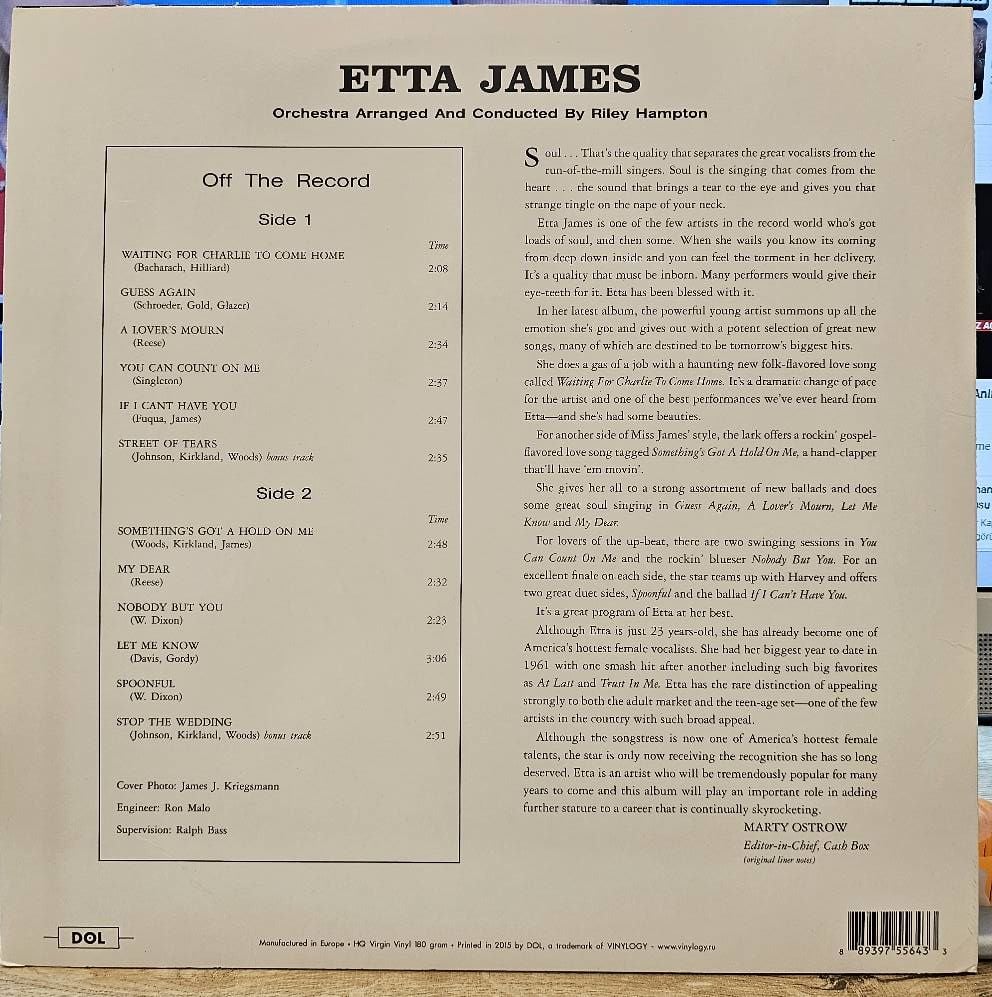 ETTA JAMES
Orchestra Arranged And Conducted By Riley Hampton
Off The Record
Side 1
Time
WAITING FOR CHARLIE TO COME HOME
(Bacharach, Hilliard) 2:08
GUESS AGAIN
(Schroeder, Gold, Glazer) 2:14
A LOVER'S MOURN
(Reese) 2:34
YOU CAN COUNT ON ME
(Singleton) 2:37
IF I CANT HAVE YOU
(Fuqua, James) 2:47
STREET OF TEARS
(Johnson, Kirkland, Woods) bonus track 2:35
Side 2
Time
SOMETHING'S GOT A HOLD ON ME
(Woods, Kirkland, James) 2:48
MY DEAR
(Reese) 2:32
NOBODY BUT YOU
(W. Dixon) 2:23
LET ME KNOW
(Davis, Gordy) 3:06
SPOONFUL
(W. Dixon) 2:49
STOP THE WEDDING
(Johnson, Kirkland, Woods) bonus track 2:51
Cover Photo: James J. Kriegsmann
Engineer: Ron Malo
Supervision: Ralph Bass
Soul . . . That's the quality that separates the great vocalists from the
run-of-the-mill singers. Soul is the singing that comes from the
heart . . . the sound that brings a tear to the eye and gives you that
strange tingle on the nape of your neck.
Etta James is one of the few artists in the record world who's got
loads of soul, and then some. When she wails you know its coming
from deep down inside and you can feel the torment in her delivery.
It's a quality that must be inborn. Many performers would give their
eye-teeth for it. Etta has been blessed with it.
In her latest album, the powerful young artist summons up all the
emotion she's got and gives out with a potent selection of great new
songs, many of which are destined to be tomorrow's biggest hits.
She does a gas of a job with a haunting new folk-flavored love song
called Waiting For Charlie To Come Home. It's a dramatic change of pace
for the artist and one of the best performances we've ever heard from
Etta—and she's had some beauties.
For another side of Miss James' style, the lark offers a rockin' gospel-
flavored love song tagged Something's Got A Hold On Me, a hand-clapper
that'll have 'em movin'.
She gives her all to a strong assortment of new ballads and does
some great soul singing in Guess Again, A Lover's Mourn, Let Me
Know and My Dear.
For lovers of the up-beat, there are two swinging sessions in You
Can Count On Me and the rockin' blueser Nobody But You. For an
excellent finale on each side, the star teams up with Harvey and offers
two great duet sides, Spoonful and the ballad If I Can't Have You.
It's a great program of Etta at her best.
Although Etta is just 23 years-old, she has already become one of
America's hottest female vocalists. She had her biggest year to date in
1961 with one smash hit after another including such big favorites
as At Last and Trust In Me. Etta has the rare distinction of appealing
strongly to both the adult market and the teen-age set—one of the few
artists in the country with such broad appeal.
Although the songstress is now one of America's hottest female
talents, the star is only now receiving the recognition she has so long
deserved. Etta is an artist who will be tremendously popular for many
years to come and this album will play an important role in adding
further stature to a career that is continually skyrocketing.
MARTY OSTROW
Editor-in-Chief, Cash Box
(original liner notes)
DOL
Manufactured in Europe • HQ Virgin Vinyl 180 gram • Printed in 2015 by DOL, a trademark of VINYLOGY - www.vinylogy.ru
8 89397 55643 3